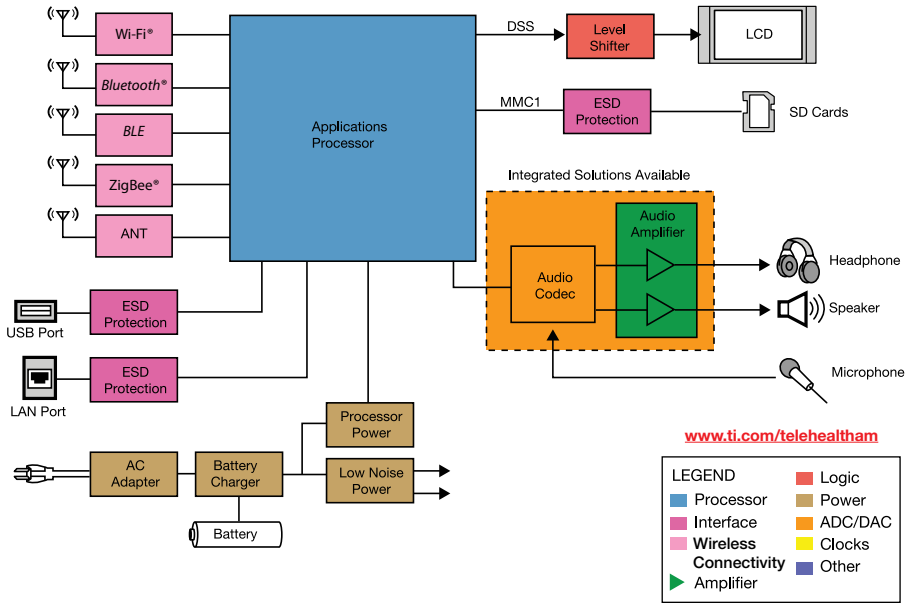 Wi-Fi®
Bluetooth®
BLE
ZigBee®
ANT
Applications
Processor
DSS
Level
Shifter
LCD
MMC1
ESD
Protection
SD Cards
Integrated Solutions Available
Audio
Amplifier
Audio
Codec
Headphone
Speaker
Microphone
USB Port
ESD
Protection
LAN Port
ESD
Protection
Processor
Power
AC
Adapter
Battery
Charger
Low Noise
Power
Battery
www.ti.com/telehealtham
LEGEND
Processor
Interface
Wireless
Connectivity
Amplifier
Logic
Power
ADC/DAC
Clocks
Other